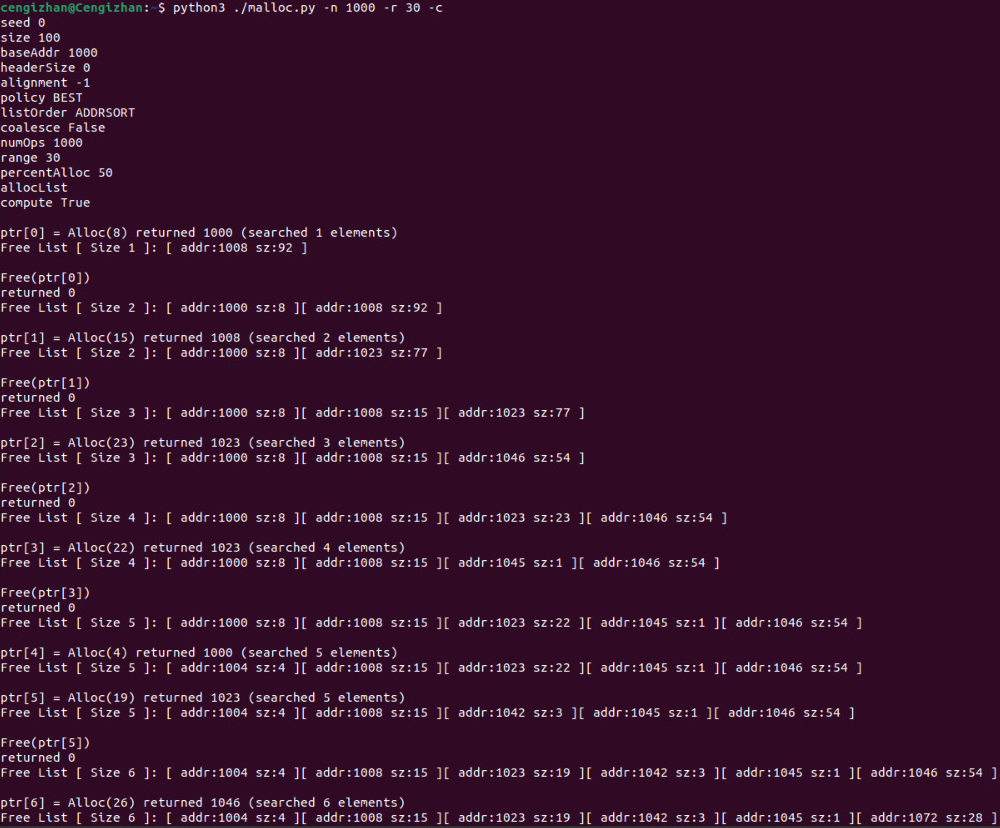 cengizhan@Cengizhan:~$ python3 ./malloc.py -n 1000 -r 30 -c
seed 0
size 100
baseAddr 1000
headerSize 0
alignment -1
policy BEST
listOrder ADDRSORT
coalesce False
numOps 1000
range 30
percentAlloc 50
allocList
compute True
ptr[0] = Alloc(8) returned 1000 (searched 1 elements)
Free List [ Size 1 ]: [ addr:1008 sz:92 ]
Free(ptr[0])
returned 0
Free List [ Size 2 ]: [ addr:1000 sz:8 ][ addr:1008 sz:92 ]
ptr[1] = Alloc(15) returned 1008 (searched 2 elements)
Free List [ Size 2 ]: [ addr:1000 sz:8 ][ addr:1023 sz:77 ]
Free(ptr[1])
returned 0
Free List [ Size 3 ]: [ addr:1000 sz:8 ][ addr:1008 sz:15 ][ addr:1023 sz:77 ]
ptr[2] = Alloc(23) returned 1023 (searched 3 elements)
Free List [ Size 3 ]: [ addr:1000 sz:8 ][ addr:1008 sz:15 ][ addr:1046 sz:54 ]
Free(ptr[2])
returned 0
Free List [ Size 4 ]: [ addr:1000 sz:8 ][ addr:1008 sz:15 ][ addr:1023 sz:23 ][ addr:1046 sz:54 ]
ptr[3] = Alloc(22) returned 1023 (searched 4 elements)
Free List [ Size 4 ]: [ addr:1000 sz:8 ][ addr:1008 sz:15 ][ addr:1045 sz:1 ][ addr:1046 sz:54 ]
Free(ptr[3])
returned 0
Free List [ Size 5 ]: [ addr:1000 sz:8 ][ addr:1008 sz:15 ][ addr:1023 sz:22 ][ addr:1045 sz:1 ][ addr:1046 sz:54 ]
ptr[4] = Alloc(4) returned 1000 (searched 5 elements)
Free List [ Size 5 ]: [ addr:1004 sz:4 ][ addr:1008 sz:15 ][ addr:1023 sz:22 ][ addr:1045 sz:1 ][ addr:1046 sz:54 ]
ptr[5] = Alloc(19) returned 1023 (searched 5 elements)
Free List [ Size 5 ]: [ addr:1004 sz:4 ][ addr:1008 sz:15 ][ addr:1042 sz:3 ][ addr:1045 sz:1 ][ addr:1046 sz:54 ]
Free(ptr[5])
returned 0
Free List [ Size 6 ]: [ addr:1004 sz:4 ][ addr:1008 sz:15 ][ addr:1023 sz:19 ][ addr:1042 sz:3 ][ addr:1045 sz:1 ][ addr:1046 sz:54 ]
ptr[6] = Alloc(26) returned 1046 (searched 6 elements)
Free List [ Size 6 ]: [ addr:1004 sz:4 ][ addr:1008 sz:15 ][ addr:1023 sz:19 ][ addr:1042 sz:3 ][ addr:1045 sz:1 ][ addr:1072 sz:28 ]